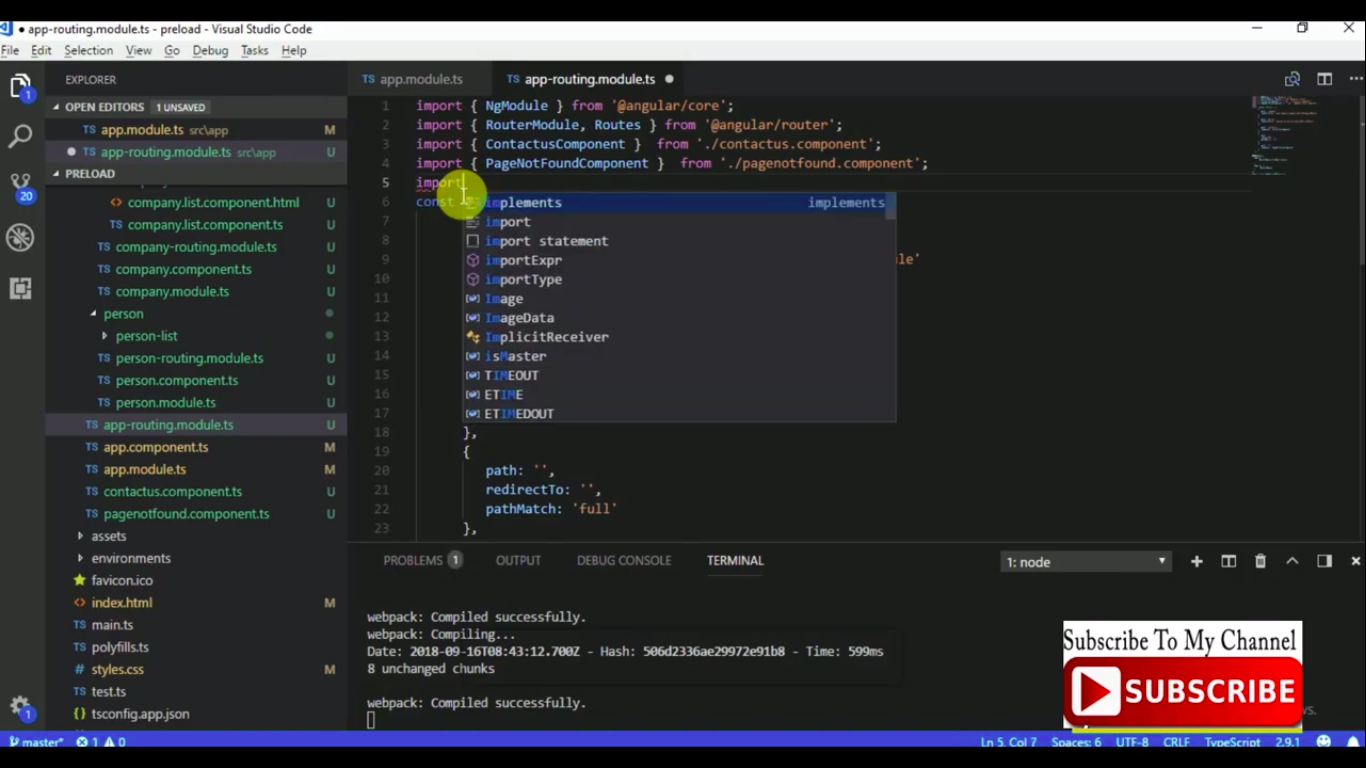 app-routing.module.ts - preload - Visual Studio Code
File Edit Selection View Go Debug Tasks Help
EXPLORER
OPEN EDITORS 1 UNSAVED
TS app.module.ts src\app M
TS app-routing.module.ts src\app U
PRELOAD
company.list.component.html U
TS company.list.component.ts U
TS company-routing.module.ts U
TS company.component.ts U
TS company.module.ts U
person
person-list
TS person-routing.module.ts U
TS person.component.ts U
TS person.module.ts U
TS app-routing.module.ts U
TS app.component.ts M
TS app.module.ts M
TS contactus.component.ts U
TS pagenotfound.component.ts U
assets
environments
favicon.ico
index.html M
TS main.ts
TS polyfills.ts
# styles.css M
TS test.ts
{} tsconfig.app.json
1
20
1
TS app.module.ts TS app-routing.module.ts
1 import { NgModule } from '@angular/core';
2 import { RouterModule, Routes } from '@angular/router';
3 import { ContactusComponent } from './contactus.component';
4 import { PageNotFoundComponent } from './pagenotfound.component';
5 import
6 const
7
8
9 le'
10
11
12
13
14
15
16
17
18 },
19 {
20 path: '',
21 redirectTo: '',
22 pathMatch: 'full'
23 },
implements implements
import
import statement
importExpr
importType
Image
ImageData
ImplicitReceiver
isMaster
TIMEOUT
ETIME
ETIMEDOUT
PROBLEMS 1 OUTPUT DEBUG CONSOLE TERMINAL 1: node
webpack: Compiled successfully.
webpack: Compiling...
Date: 2018-09-16T08:43:12.700Z - Hash: 506d2336ae29972e91b8 - Time: 599ms
8 unchanged chunks
webpack: Compiled successfully.
Subscribe To My Channel
SUBSCRIBE
master* 1 0 Ln 5, Col 7 Spaces: 6 UTF-8 CRLF TypeScript 2.9.1